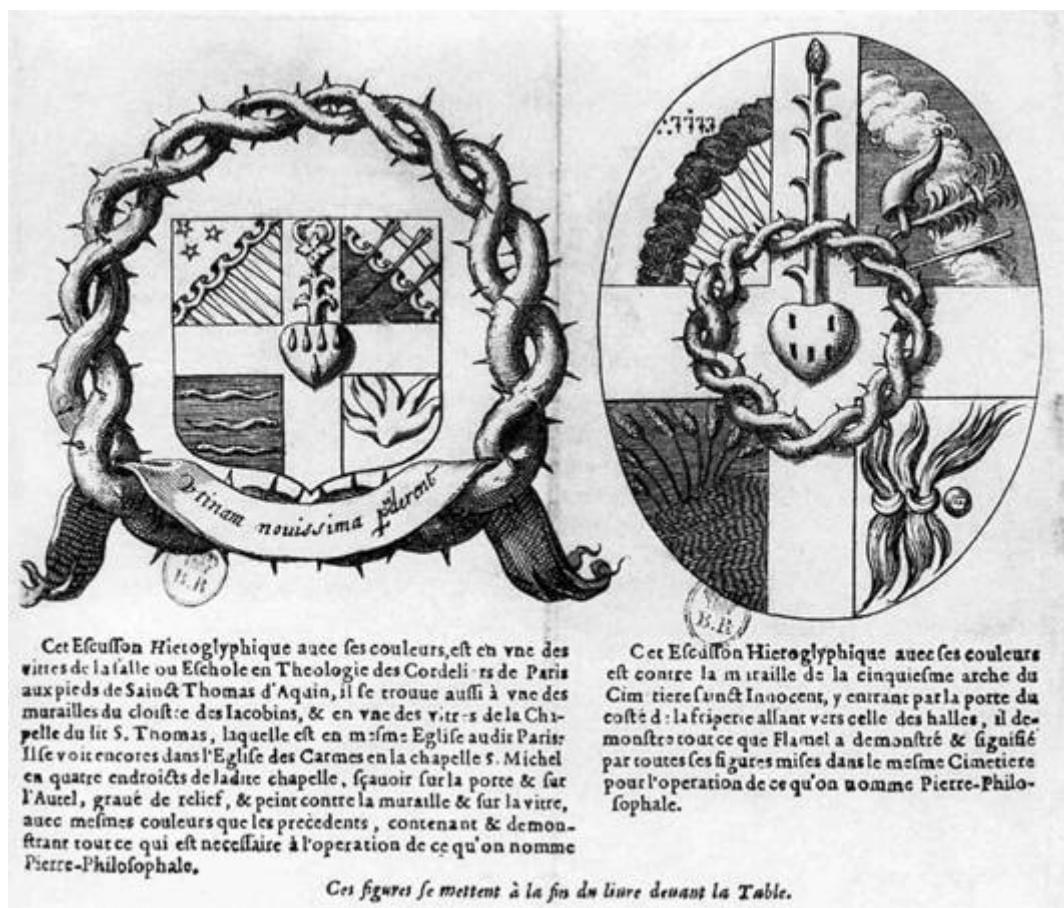 Vtinam nouissima prouiderent
B.R
B.R
Cet Escusson Hieroglyphique auec ses couleurs, est en vne des
vitres de la salle ou Eschole en Theologie des Cordeliers de Paris
aux pieds de Sainct Thomas d'Aquin, il se trouue aussi à vne des
murailles du cloistre des Iacobins, & en vne des vitres de la Cha-
pelle du dit S. Thomas, laquelle est en mesme Eglise audit Paris:
Il se voit encores dans l'Eglise des Carmes en la chapelle S. Michel
en quatre endroicts de ladite chapelle, sçauoir sur la porte & sur
l'Autel, graué de relief, & peint contre la muraille & sur la vitre,
auec mesmes couleurs que les precedents, contenant & demon-
strant tout ce qui est necessaire à l'operation de ce qu'on nomme
Pierre-Philosophale.
Cet Escusson Hieroglyphique auec ses couleurs
est contre la muraille de la cinquiesme arche du
Cimetiere sainct Innocent, y entrant par la porte du
costé de la friperie allant vers celle des halles, il de-
monstre tout ce que Flamel a demonstré & signifié
par toutes ses figures mises dans le mesme Cimetiere
pour l'operation de ce qu'on nomme Pierre-Philo-
sophale.
Ces figures se mettent à la fin du liure deuant la Table.